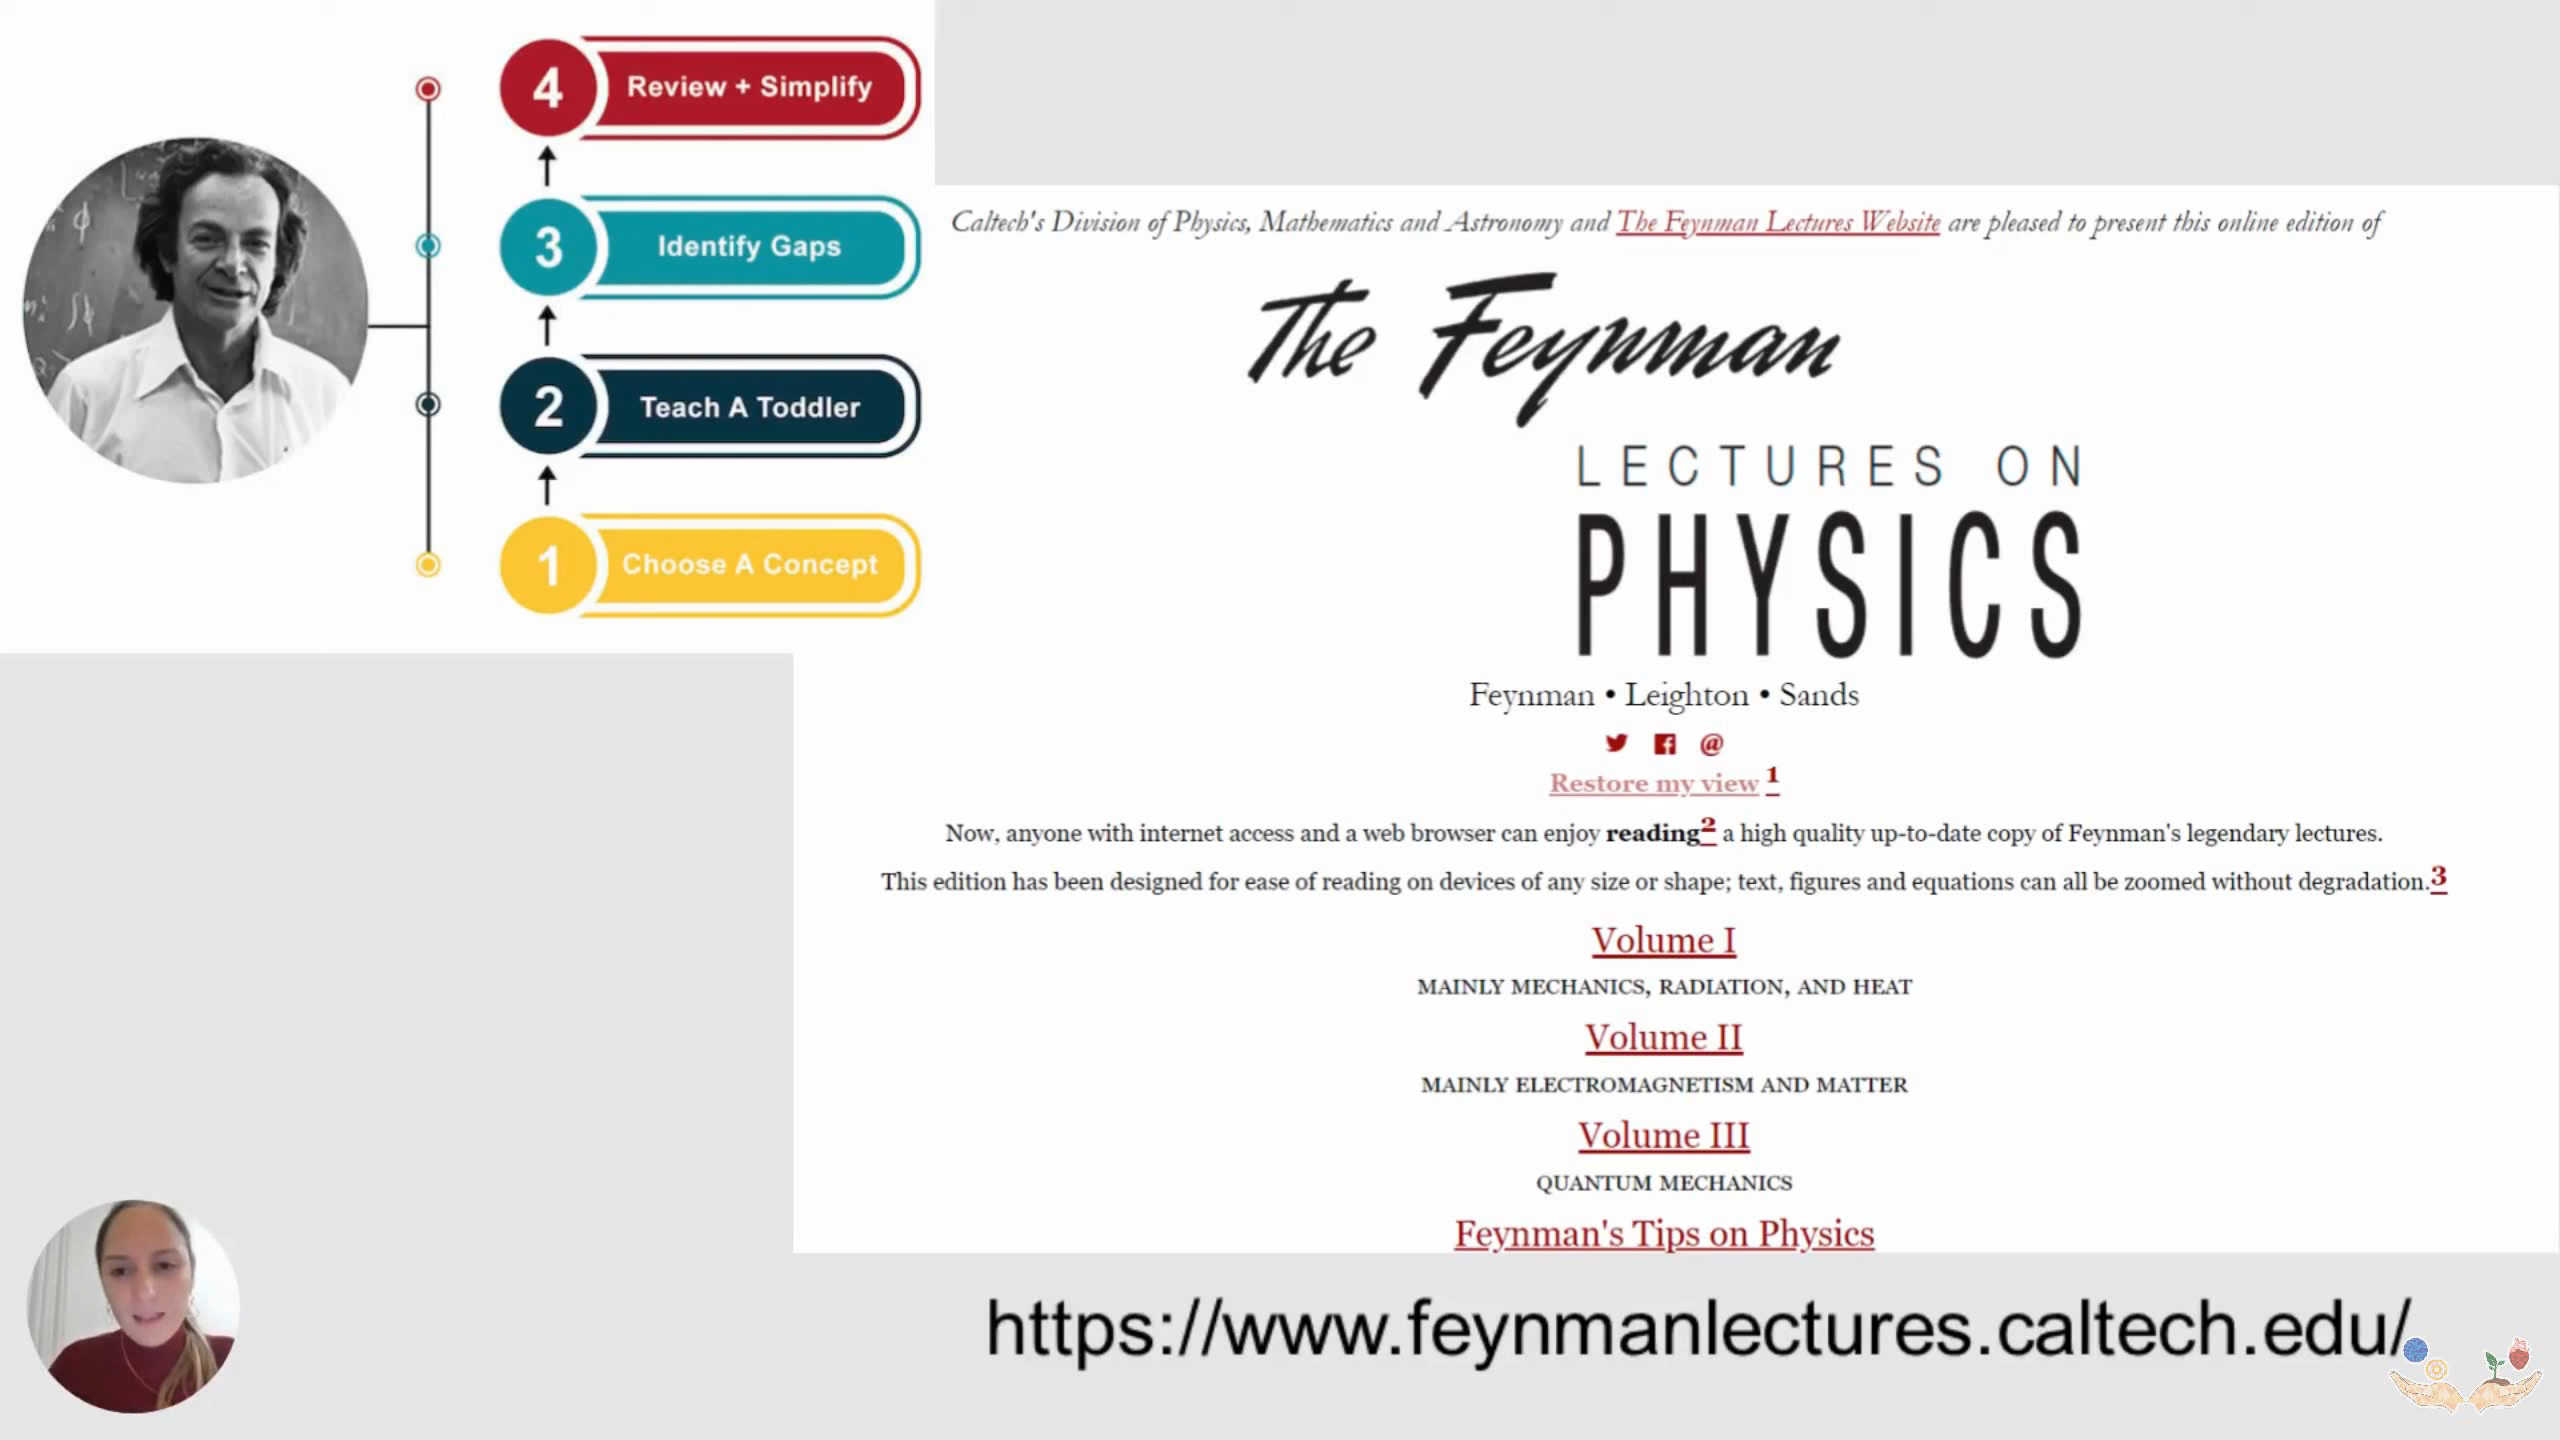 4 Review + Simplify
3 Identify Gaps
2 Teach A Toddler
1 Choose A Concept
Caltech's Division of Physics, Mathematics and Astronomy and The Feynman Lectures Website are pleased to present this online edition of
The Feynman
LECTURES ON
PHYSICS
Feynman • Leighton • Sands
Restore my view 1
Now, anyone with internet access and a web browser can enjoy reading2 a high quality up-to-date copy of Feynman's legendary lectures.
This edition has been designed for ease of reading on devices of any size or shape; text, figures and equations can all be zoomed without degradation.3
Volume I
MAINLY MECHANICS, RADIATION, AND HEAT
Volume II
MAINLY ELECTROMAGNETISM AND MATTER
Volume III
QUANTUM MECHANICS
Feynman's Tips on Physics
https://www.feynmanlectures.caltech.edu/